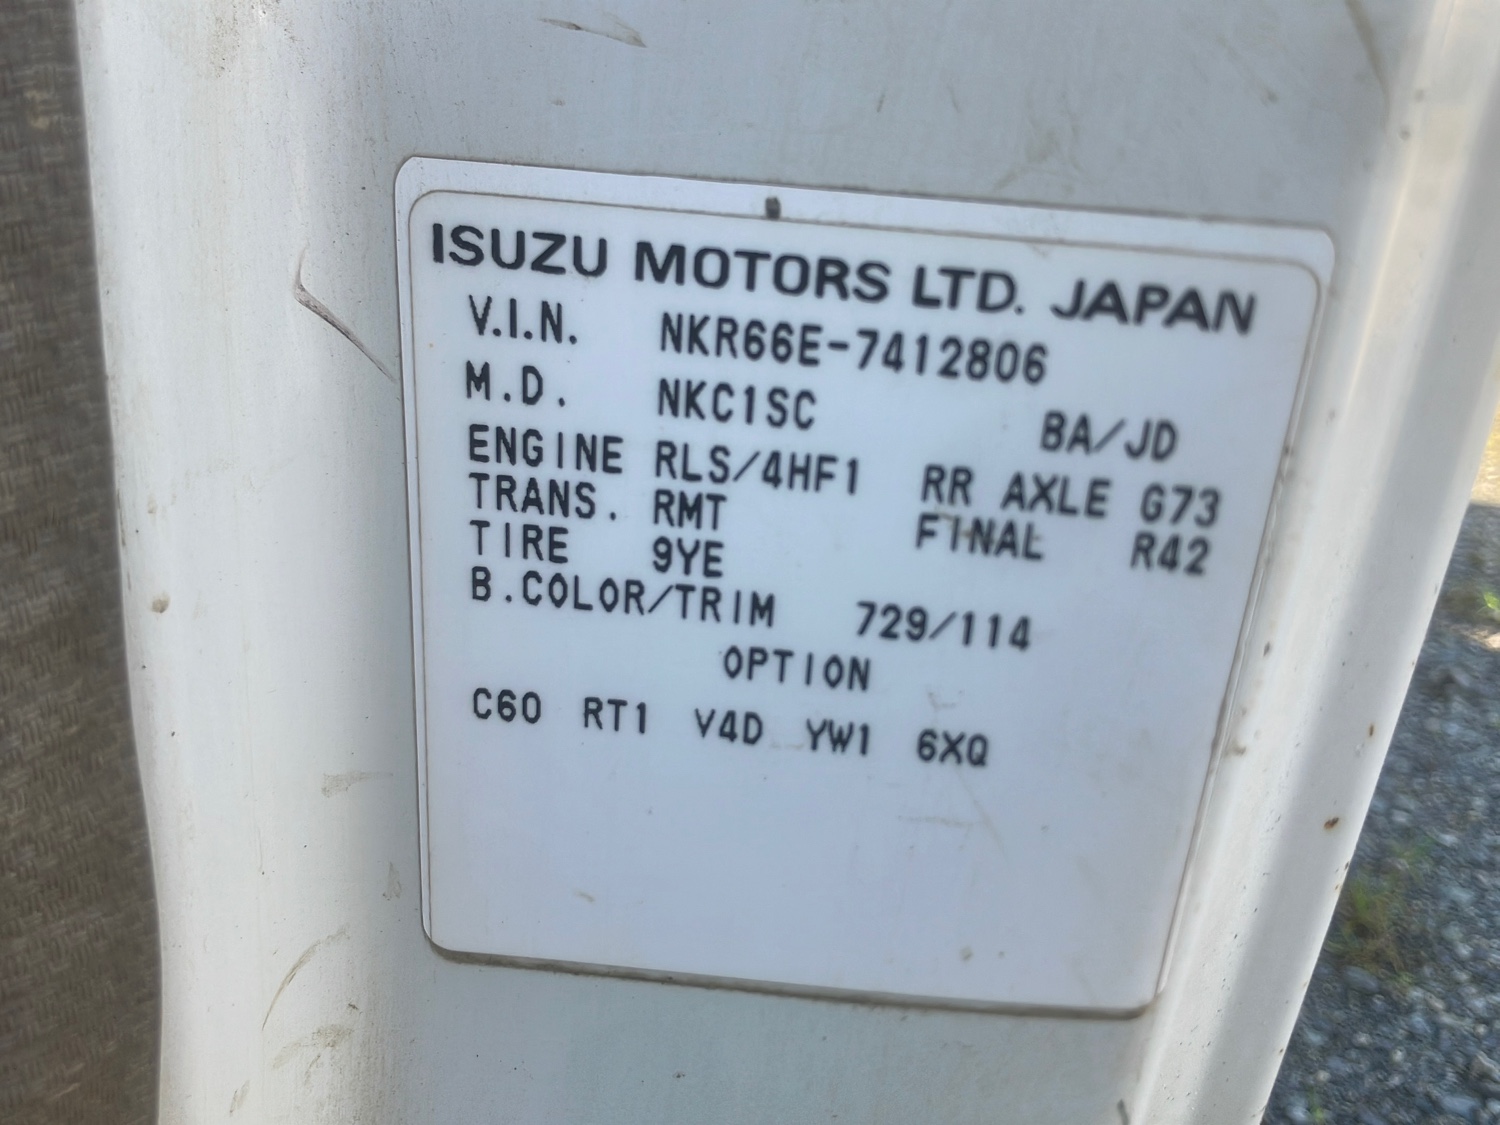 ISUZU MOTORS LTD. JAPAN
V.I.N. NKR66E-7412806
M.D. NKC1SC BA/JD
ENGINE RLS/4HF1 RR AXLE G73
TRANS. RMT FINAL R42
TIRE 9YE
B.COLOR/TRIM 729/114
OPTION
C60 RT1 V4D YW1 6XQ